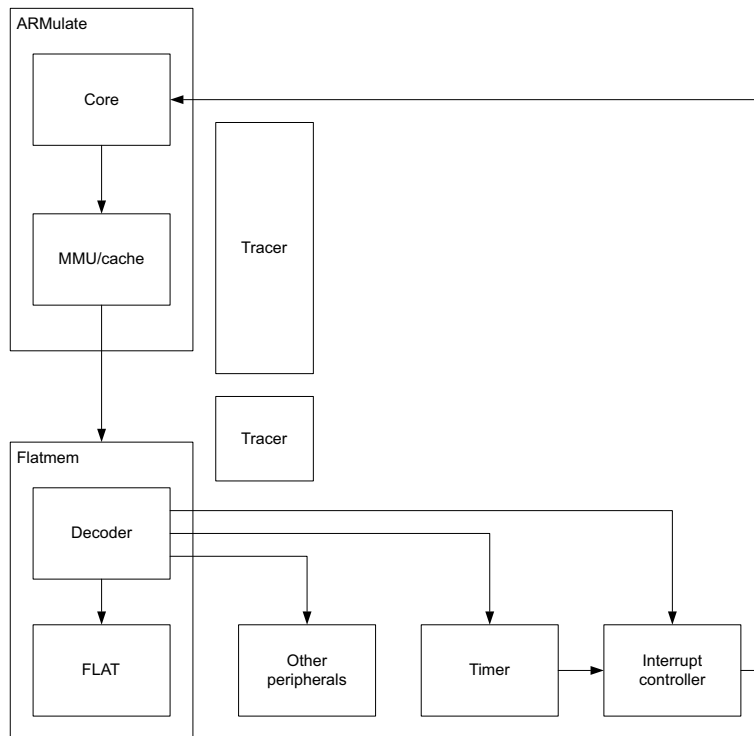 ARMulate
Core
MMU/cache
Tracer
Tracer
Flatmem
Decoder
FLAT
Other
peripherals
Timer
Interrupt
controller